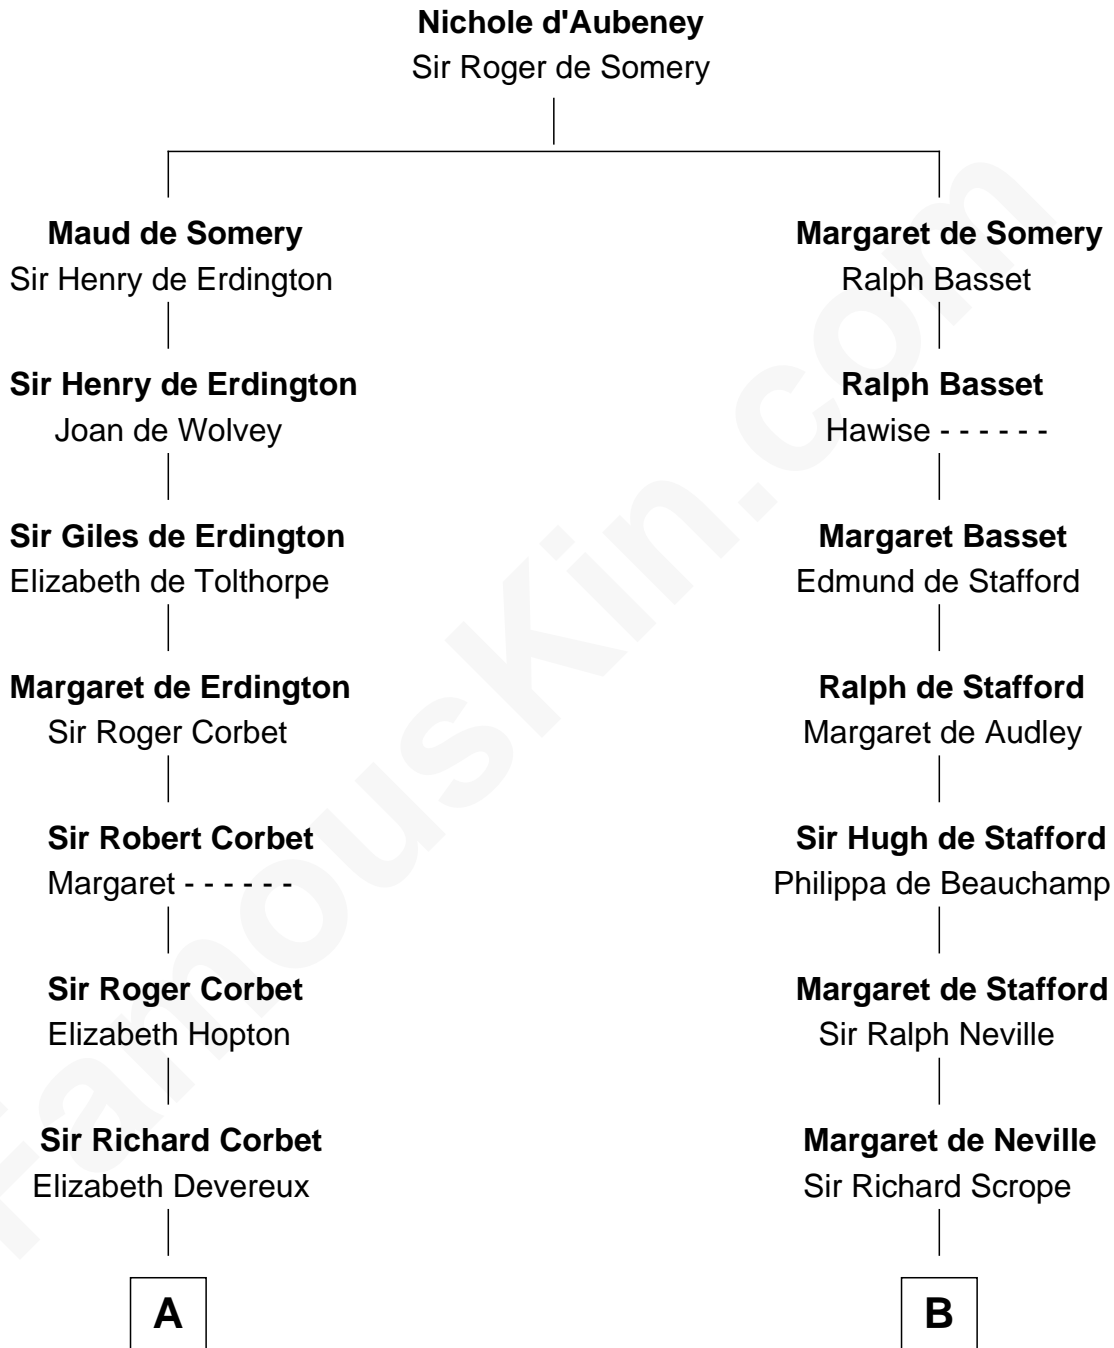 Nichole d'Aubeney
Sir Roger de Somery
Maud de Somery
Sir Henry de Erdington
Margaret de Somery
Ralph Basset
Sir Henry de Erdington
Joan de Wolvey
Ralph Basset
Hawise - - - - - -
Sir Giles de Erdington
Elizabeth de Tolthorpe
Margaret Basset
Edmund de Stafford
Margaret de Erdington
Sir Roger Corbet
Ralph de Stafford
Margaret de Audley
Sir Robert Corbet
Margaret - - - - - -
Sir Hugh de Stafford
Philippa de Beauchamp
Sir Roger Corbet
Elizabeth Hopton
Margaret de Stafford
Sir Ralph Neville
Sir Richard Corbet
Elizabeth Devereux
Margaret de Neville
Sir Richard Scrope
A
B
FamousKin.com